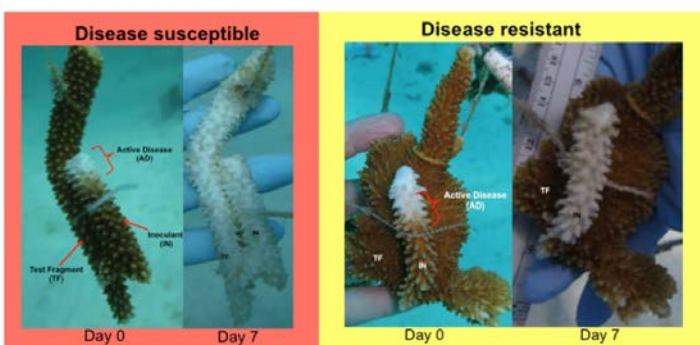 Disease susceptible
Active Disease
(AD)
Inoculant
(IN)
Test Fragment
(TF)
Day 0
IN
TF
Day 7
Disease resistant
Active Disease
(AD)
TF
IN
Day 0
TF
IN
Day 7